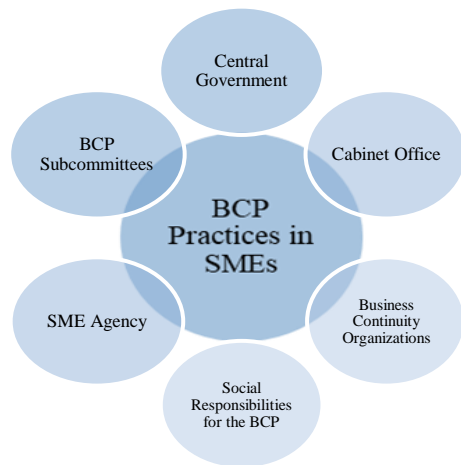 Central
Government
BCP
Subcommittees
Cabinet Office
BCP
Practices in
SMEs
SME Agency
Business
Continuity
Organizations
Social
Responsibilities
for the BCP